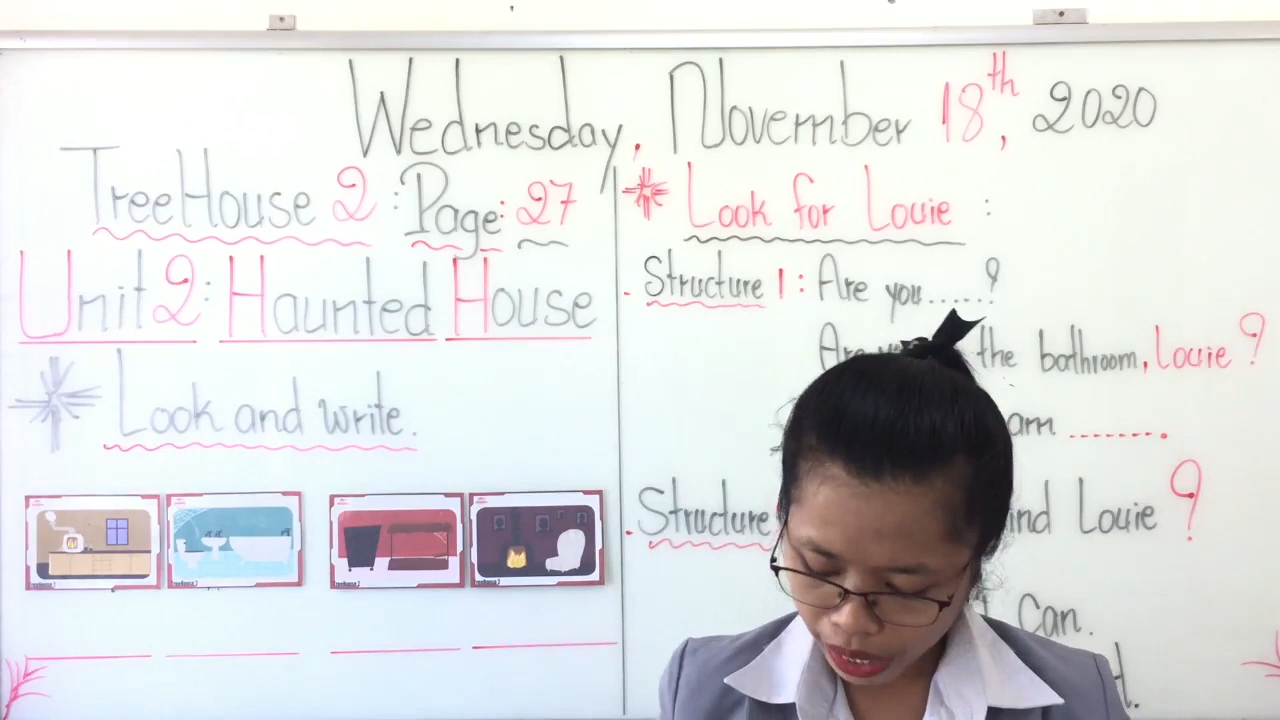 Wednesday, November 18th, 2020
TreeHouse 2 : Page: 27
Unit 2: Haunted House
Look and write.
Look for Louie :
Structure 1 : Are you ......?
Are the bathroom, Louie ?
am ........
Structure Louie ?
can.